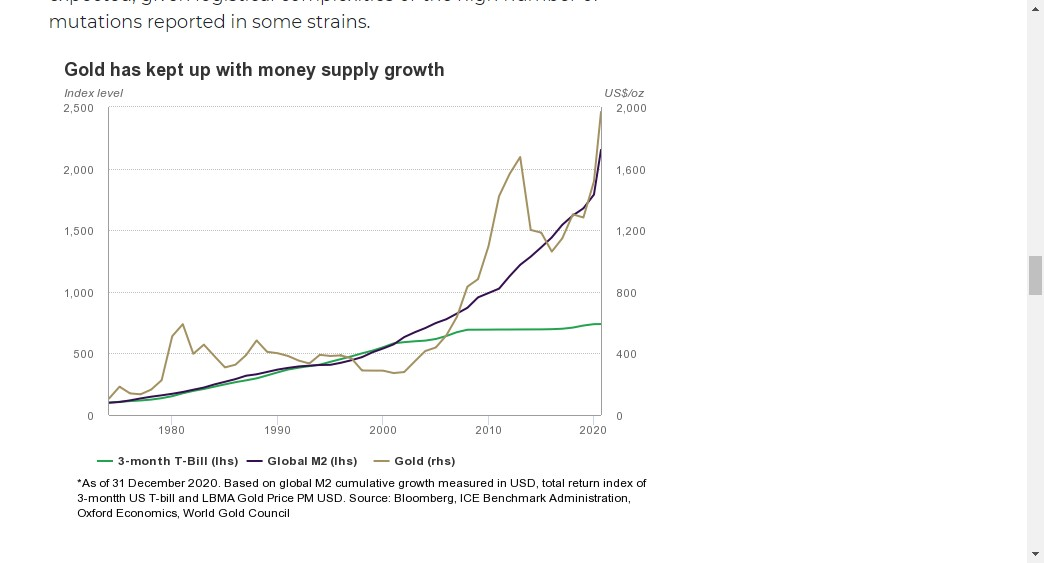 mutations reported in some strains.
Gold has kept up with money supply growth
Index level US$/oz
2,500 2,000
2,000 1,600
1,500 1,200
1,000 800
500 400
0 0
1980 1990 2000 2010 2020
3-month T-Bill (lhs) Global M2 (lhs) Gold (rhs)
*As of 31 December 2020. Based on global M2 cumulative growth measured in USD, total return index of
3-montth US T-bill and LBMA Gold Price PM USD. Source: Bloomberg, ICE Benchmark Administration,
Oxford Economics, World Gold Council